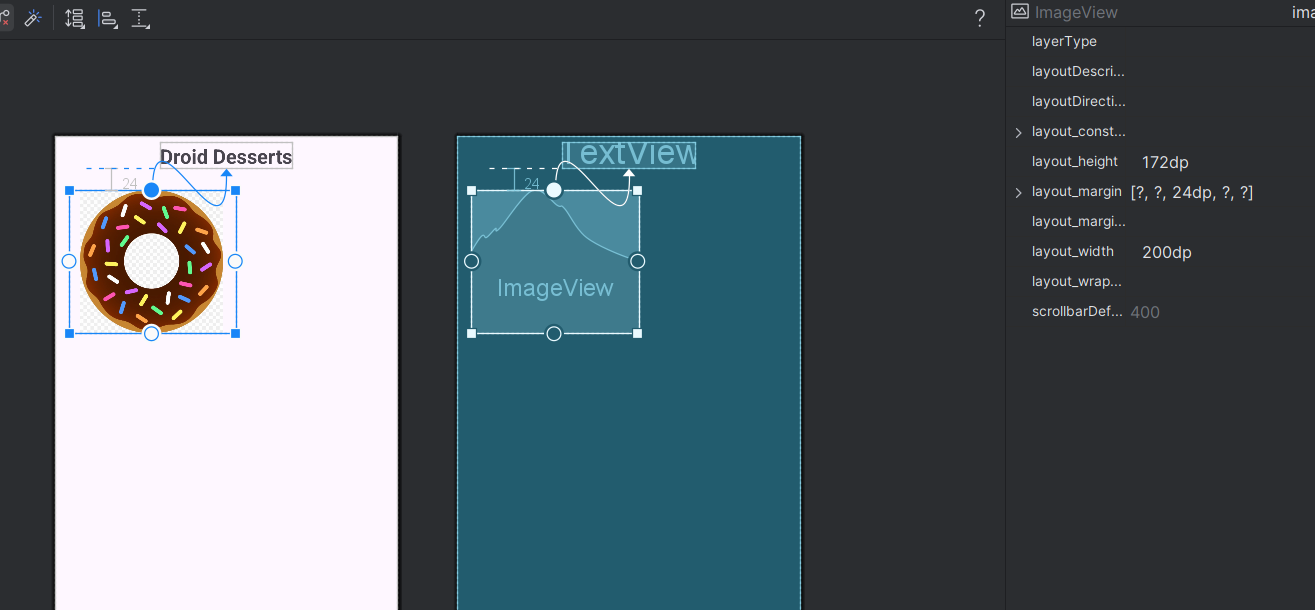 ?
ImageView ima
layerType
layoutDescri...
layoutDirecti...
layout_const...
layout_height 172dp
layout_margin [?, ?, 24dp, ?, ?]
layout_margi...
layout_width 200dp
layout_wrap...
scrollbarDef... 400
Droid Desserts
24
TextView
24
ImageView